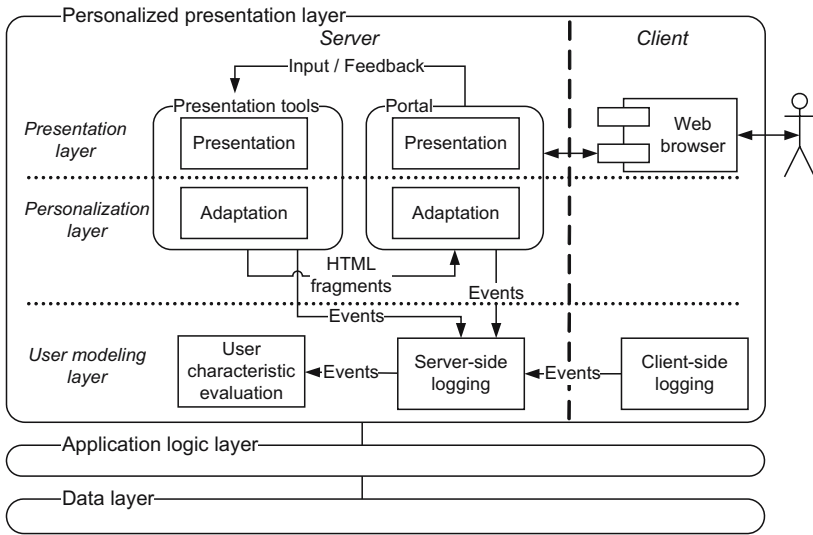 Personalized presentation layer
Server
Client
Input / Feedback
Presentation tools
Portal
Presentation
layer
Presentation
Presentation
Web
browser
Personalization
layer
Adaptation
Adaptation
HTML
fragments
Events
Events
User modeling
layer
User
characteristic
evaluation
Events
Server-side
logging
Events
Client-side
logging
Application logic layer
Data layer